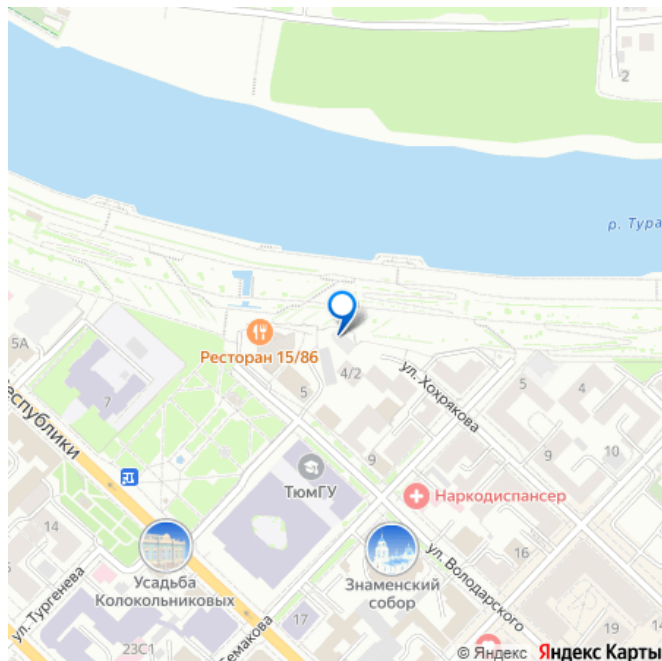 2
р. Тура
Ресторан 15/86
5А
4/2
ул. Хохрякова
5
4
5
7
Республики
9
10
ТюмГУ
Наркодиспансер
14
16
Усадьба
Колокольниковых
Знаменский
собор
ул. Володарского
ул. Тургенева
17
19
23С1
Семакова
© Яндекс Яндекс Карты